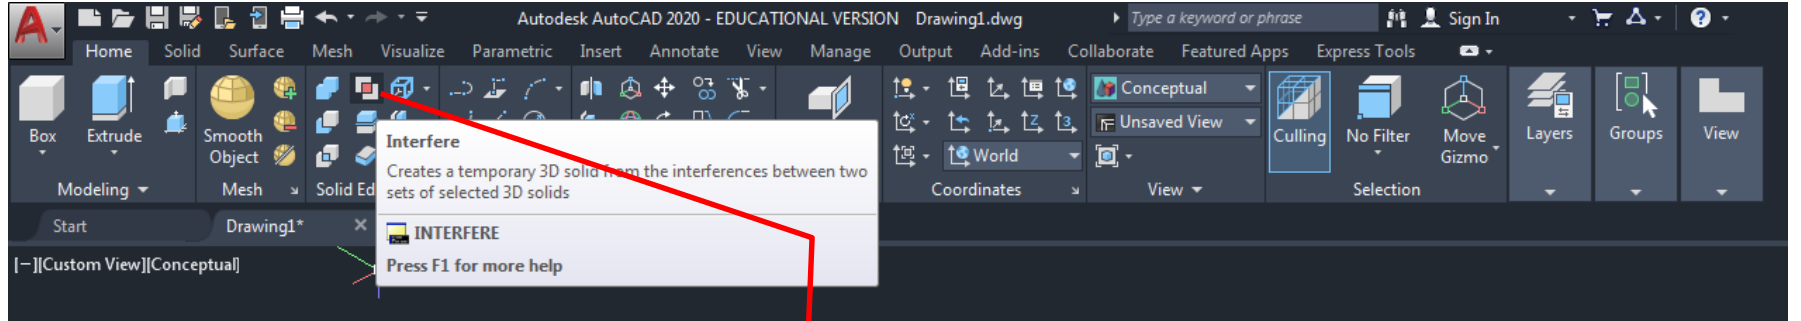 Autodesk AutoCAD 2020 - EDUCATIONAL VERSION Drawing1.dwg Type a keyword or phrase Sign In
Home Solid Surface Mesh Visualize Parametric Insert Annotate View Manage Output Add-ins Collaborate Featured Apps Express Tools
Conceptual
Unsaved View
World
Box Extrude Smooth Object
Culling No Filter Move Gizmo Layers Groups View
Modeling Mesh Solid Ed Coordinates View Selection
Interfere
Creates a temporary 3D solid from the interferences between two
sets of selected 3D solids
INTERFERE
Press F1 for more help
Start Drawing1*
[−][Custom View][Conceptual]